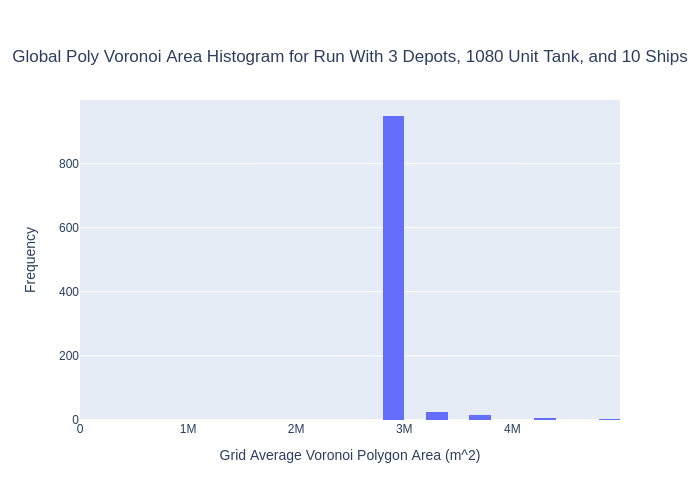 Global Poly Voronoi Area Histogram for Run With 3 Depots, 1080 Unit Tank, and 10 Ships
Frequency
800
600
400
200
0
0 1M 2M 3M 4M
Grid Average Voronoi Polygon Area (m^2)